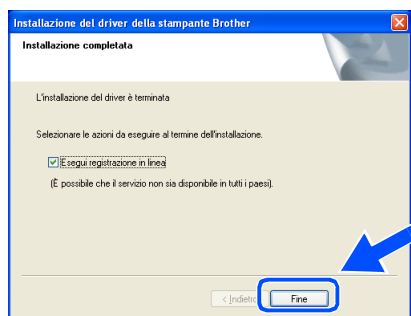 Installazione del driver della stampante Brother
Installazione completata
L'installazione del driver è terminata
Selezionare le azioni da eseguire al termine dell'installazione.
Esegui registrazione in linea
(È possibile che il servizio non sia disponibile in tutti i paesi).
< Indietro
Fine